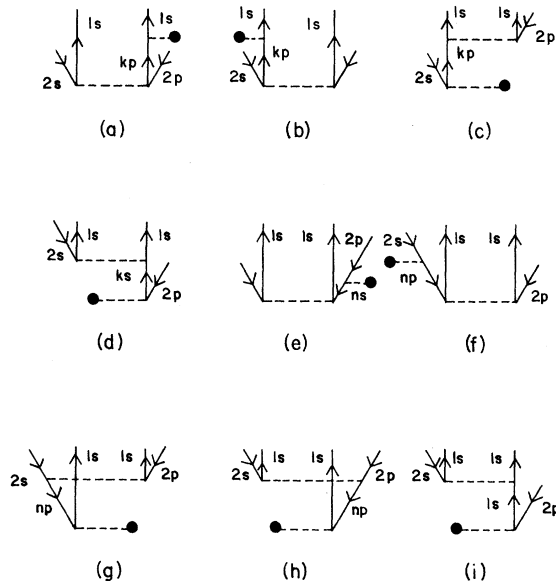 1s 1s
2s kp 2p
(a)
1s 1s
2s kp
(b)
1s 1s
kp 2p
2s
(c)
1s 1s
2s
ks
2p
(d)
1s 1s 2p
ns
(e)
2s 1s 1s
np
2p
(f)
1s 1s
2s 2p
np
(g)
1s 1s
2s 2p
np
(h)
1s 1s
2s
1s 2p
(i)